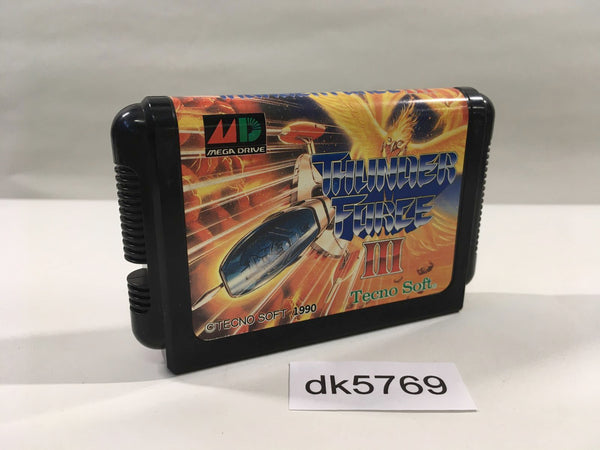 MD
MEGA DRIVE
THUNDER
FORCE
III
Tecno Soft
©TECNO SOFT 1990
dk5769